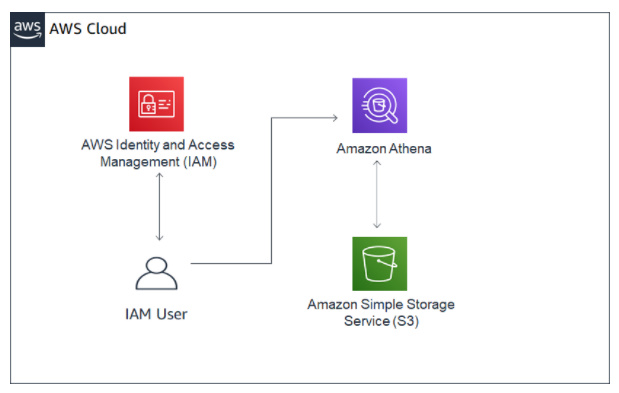 aws
AWS Cloud
AWS Identity and Access
Management (IAM)
Amazon Athena
IAM User
Amazon Simple Storage
Service (S3)